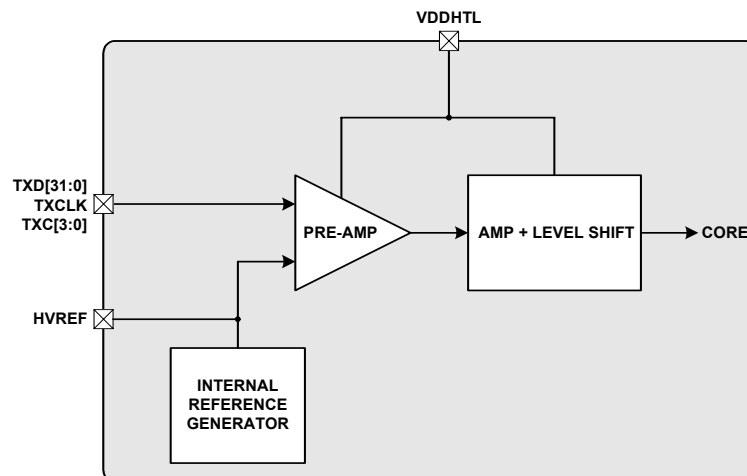 VDDHTL
TXD[31:0]
TXCLK
TXC[3:0]
PRE-AMP
AMP + LEVEL SHIFT
CORE
HVREF
INTERNAL
REFERENCE
GENERATOR